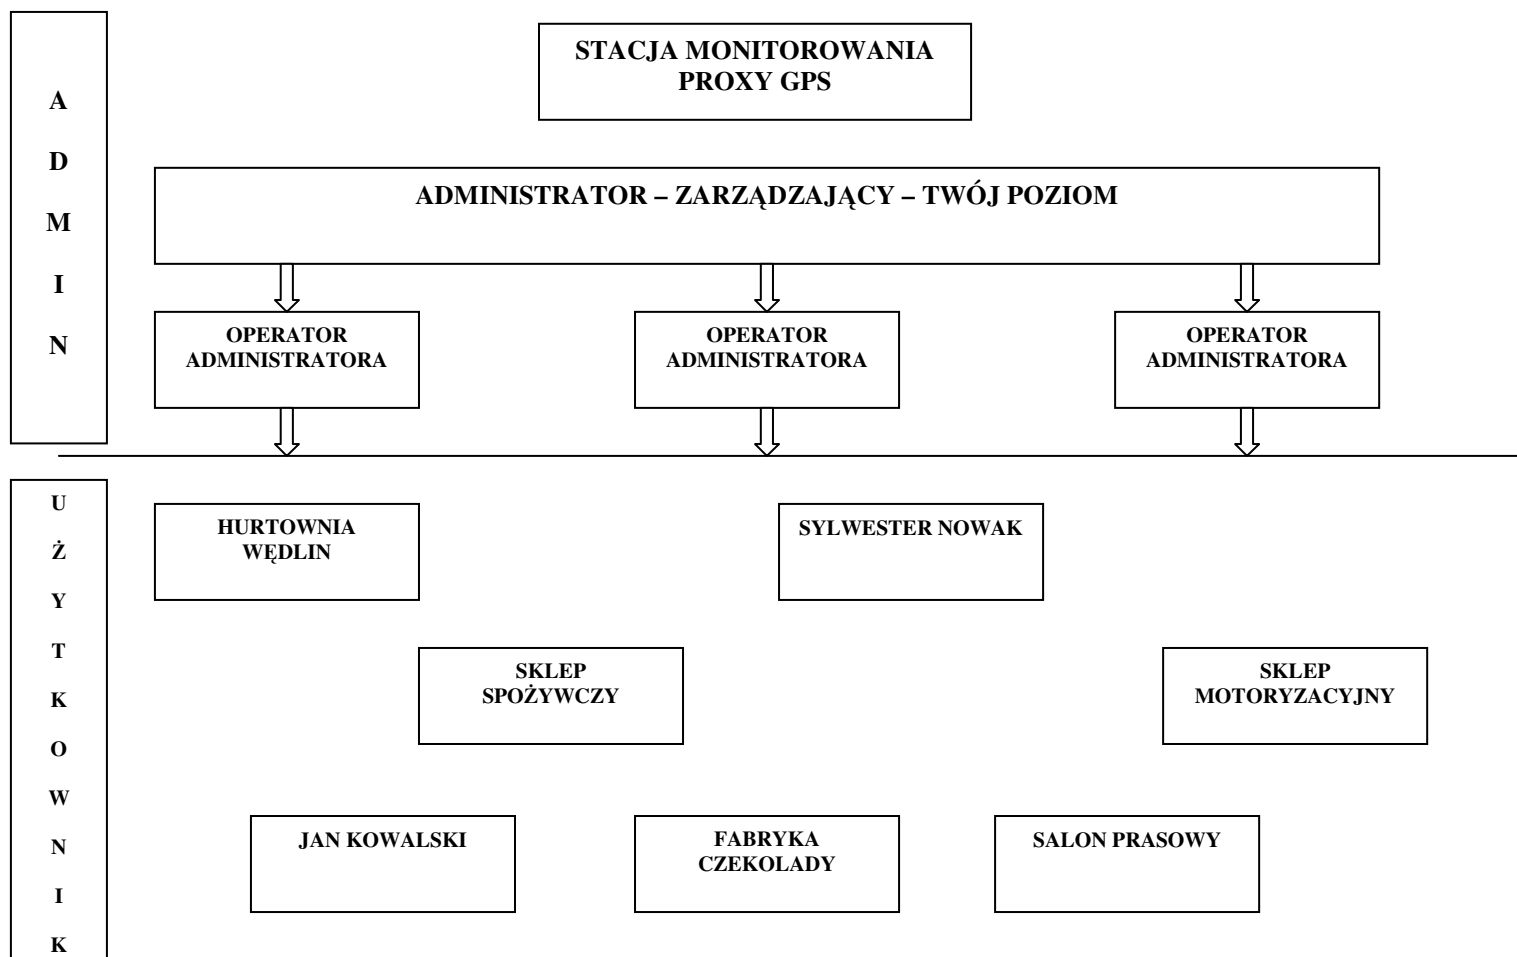 A
D
M
I
N
STACJA MONITOROWANIA
PROXY GPS
ADMINISTRATOR – ZARZĄDZAJĄCY – TWÓJ POZIOM
OPERATOR
ADMINISTRATORA
OPERATOR
ADMINISTRATORA
OPERATOR
ADMINISTRATORA
U
Ż
Y
T
K
O
W
N
I
K
HURTOWNIA
WĘDLIN
SYLWESTER NOWAK
SKLEP
SPOŻYWCZY
SKLEP
MOTORYZACYJNY
JAN KOWALSKI
FABRYKA
CZEKOLADY
SALON PRASOWY